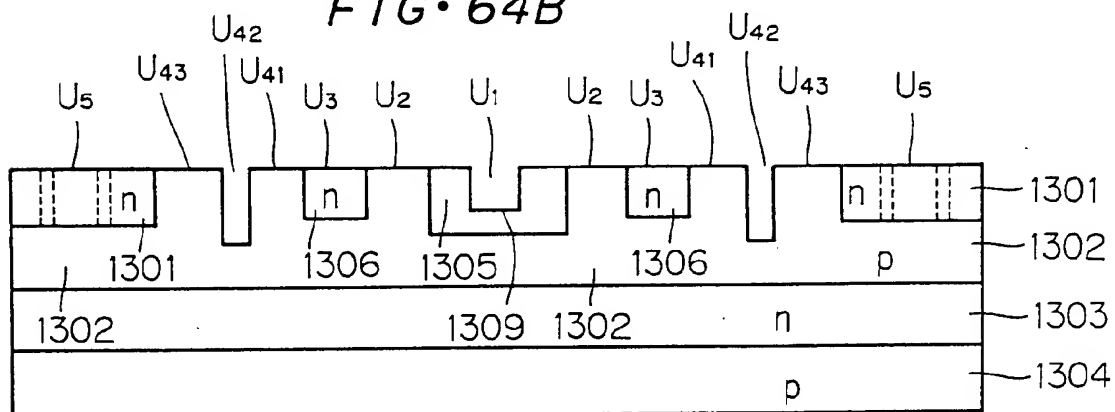 FIG. 64B
U42 U42
U43 U41 U41 U43
U5 U3 U2 U1 U2 U3 U5
n n n n 1301
1301 1306 1305 1306 p 1302
1302 1309 1302 n 1303
p 1304